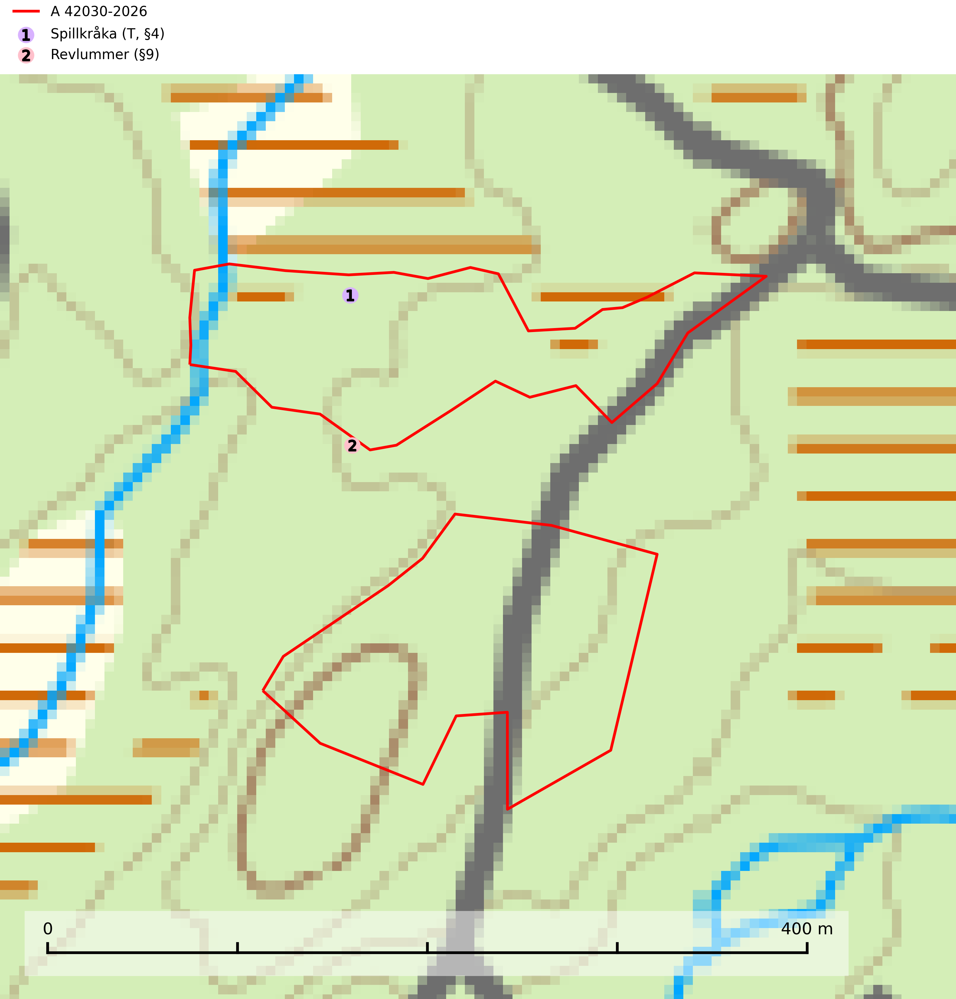 A 42030-2026
1 Spillkråka (T, §4)
2 Revlummer (§9)
1
2
0 400 m